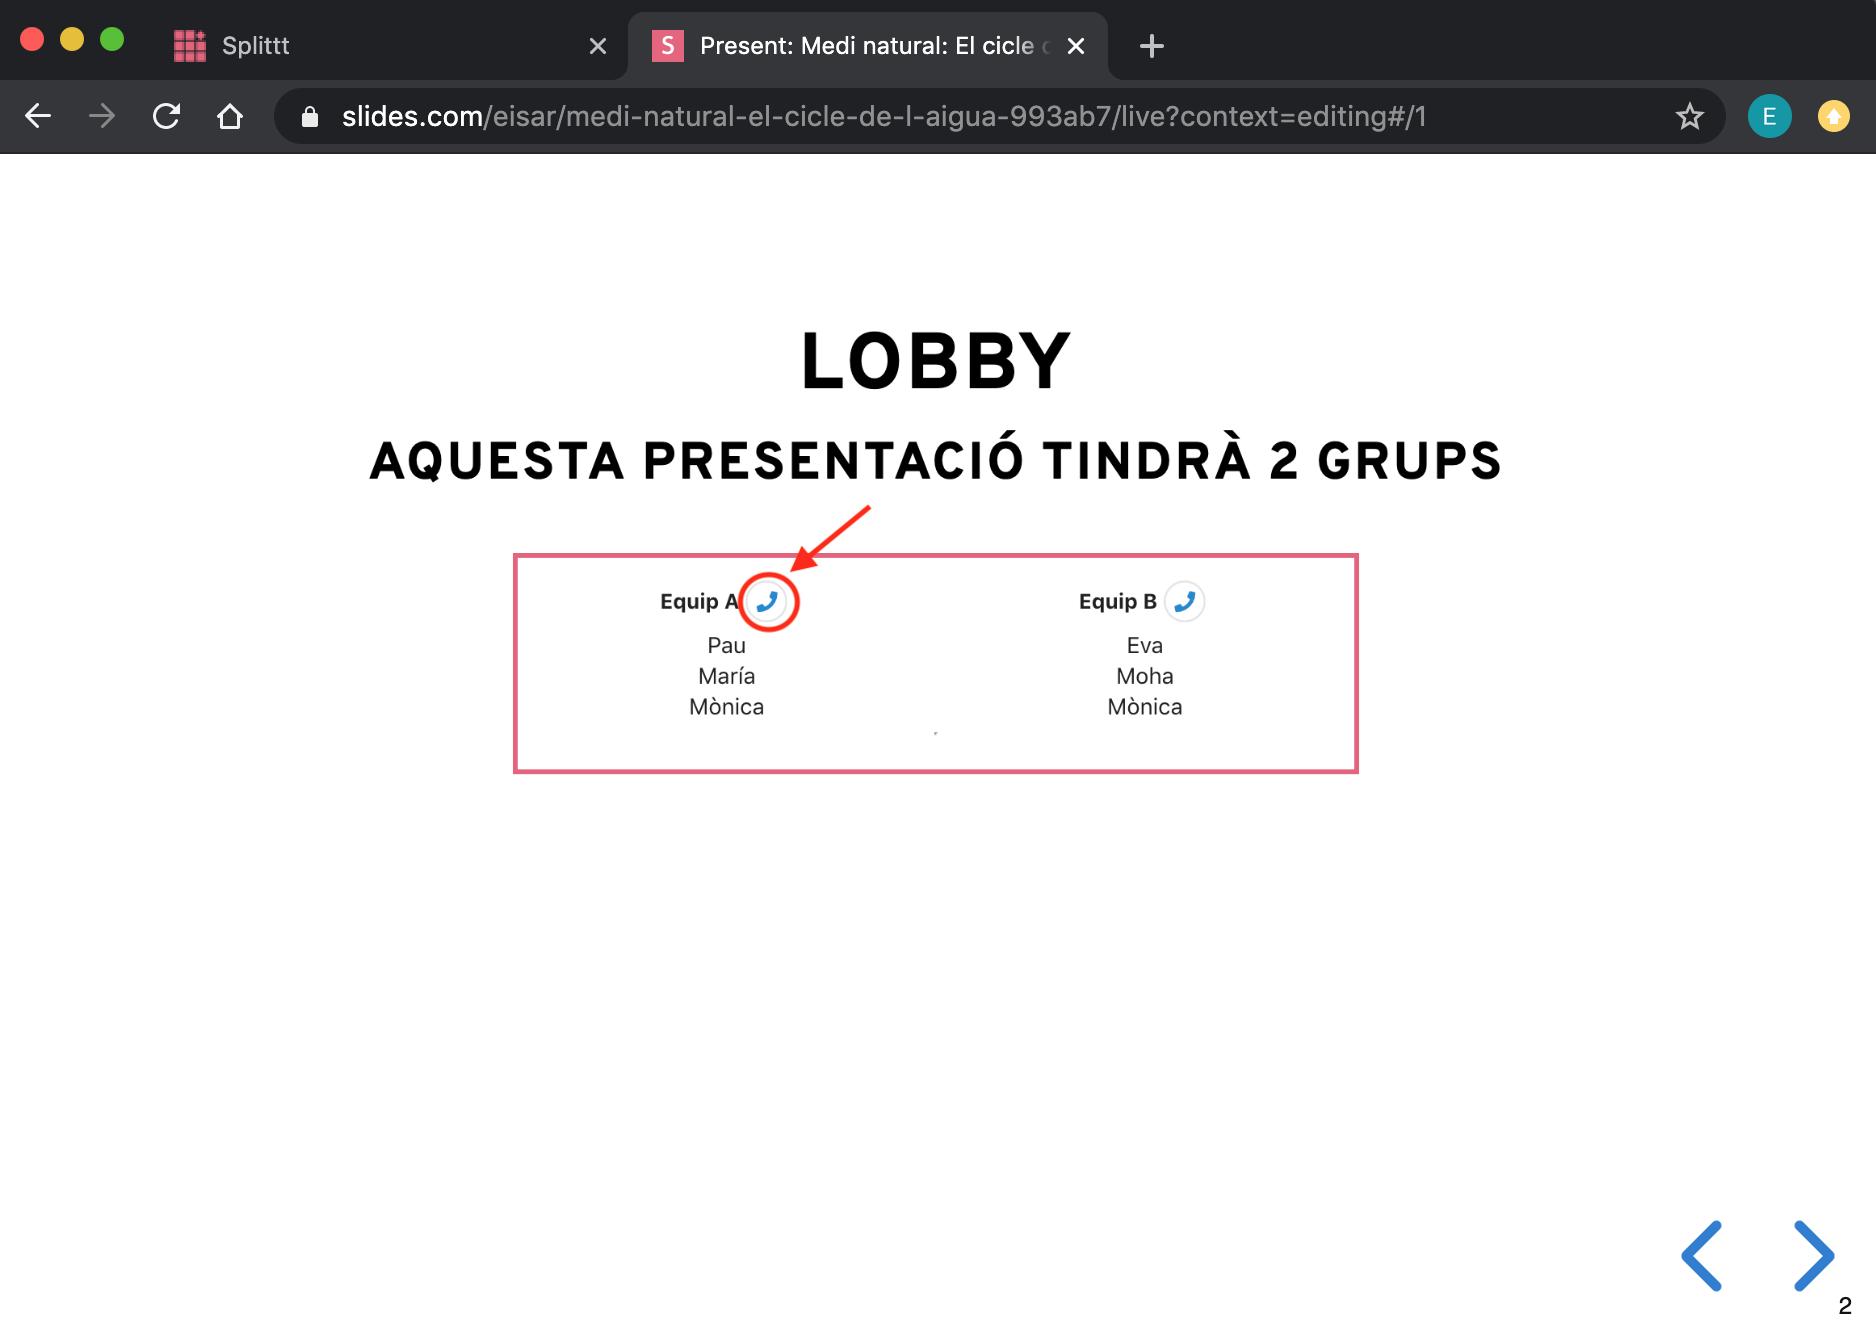 Splittt
S
Present: Medi natural: El cicle
slides.com/eisar/medi-natural-el-cicle-de-l-aigua-993ab7/live?context=editing#/1
E
LOBBY
AQUESTA PRESENTACIÓ TINDRÀ 2 GRUPS
Equip A
Pau
María
Mònica
Equip B
Eva
Moha
Mònica
2